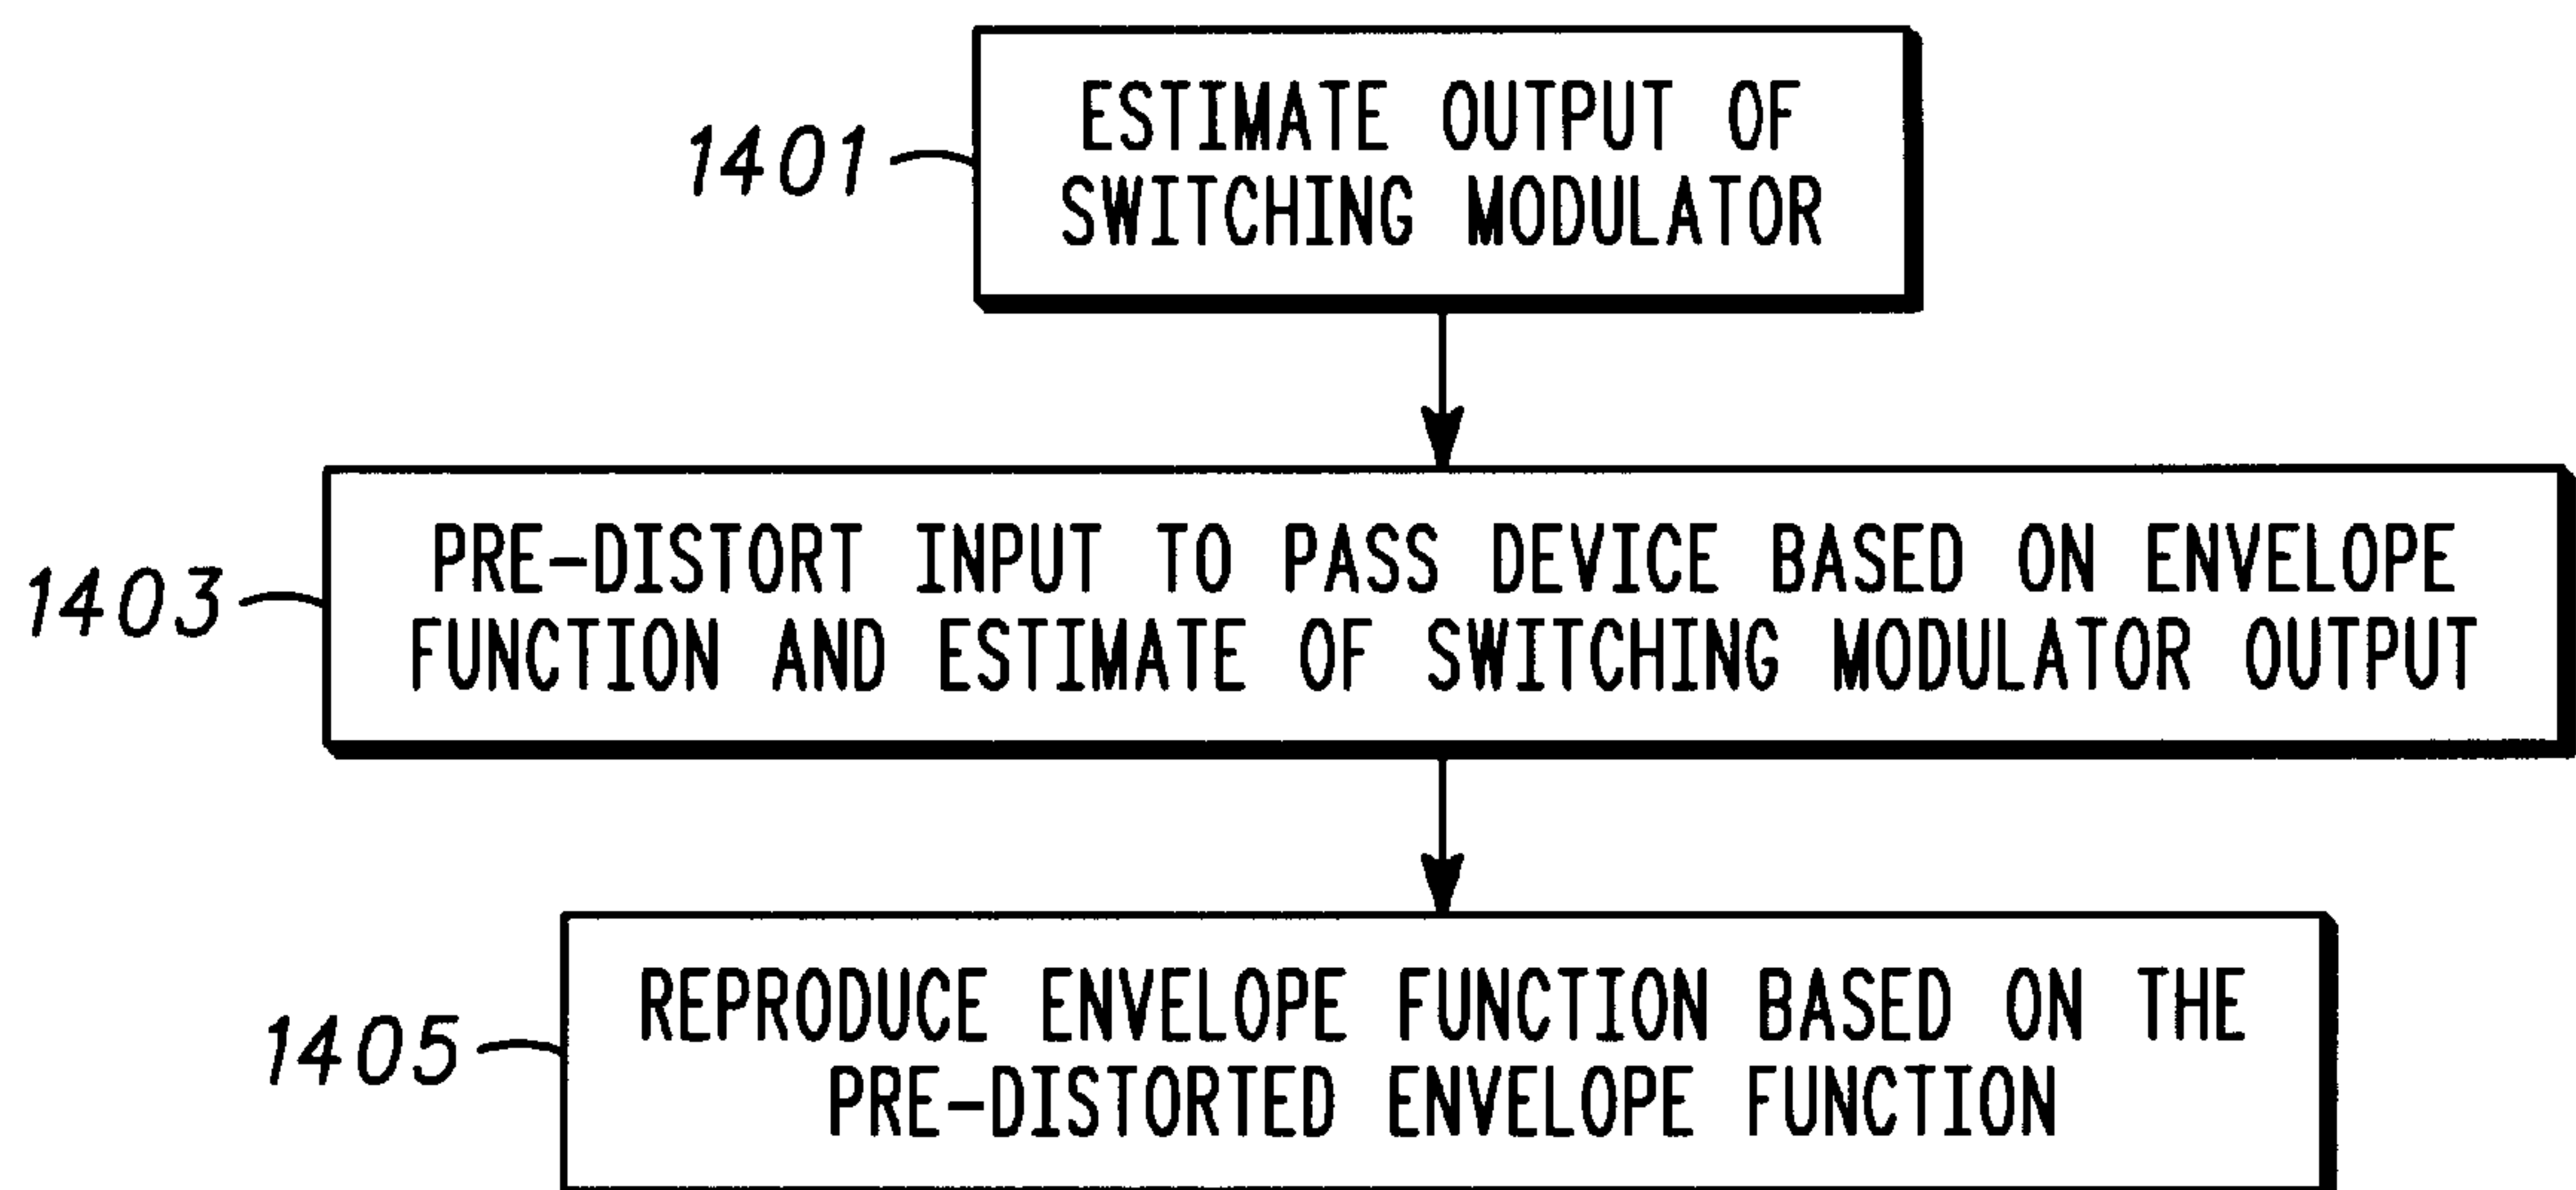 1401
ESTIMATE OUTPUT OF
SWITCHING MODULATOR
1403
PRE-DISTORT INPUT TO PASS DEVICE BASED ON ENVELOPE
FUNCTION AND ESTIMATE OF SWITCHING MODULATOR OUTPUT
1405
REPRODUCE ENVELOPE FUNCTION BASED ON THE
PRE-DISTORTED ENVELOPE FUNCTION